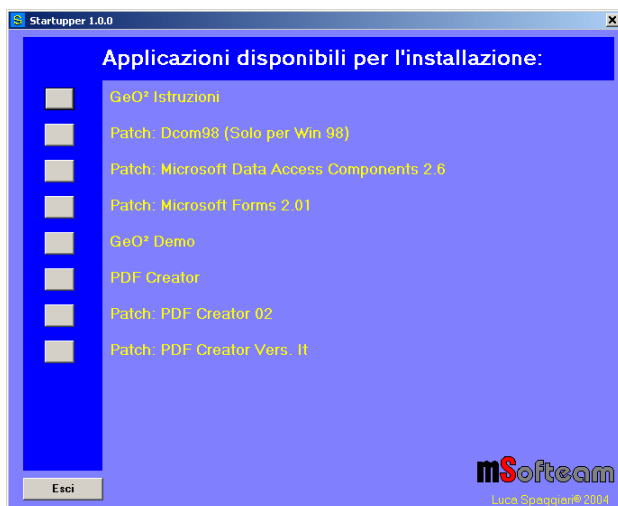 Startupper 1.0.0
Applicazioni disponibili per l'installazione:
GeO² Istruzioni
Patch: Dcom98 (Solo per Win 98)
Patch: Microsoft Data Access Components 2.6
Patch: Microsoft Forms 2.01
GeO² Demo
PDF Creator
Patch: PDF Creator 02
Patch: PDF Creator Vers. It
mSofteam
Esci
Luca Spaggiari® 2004